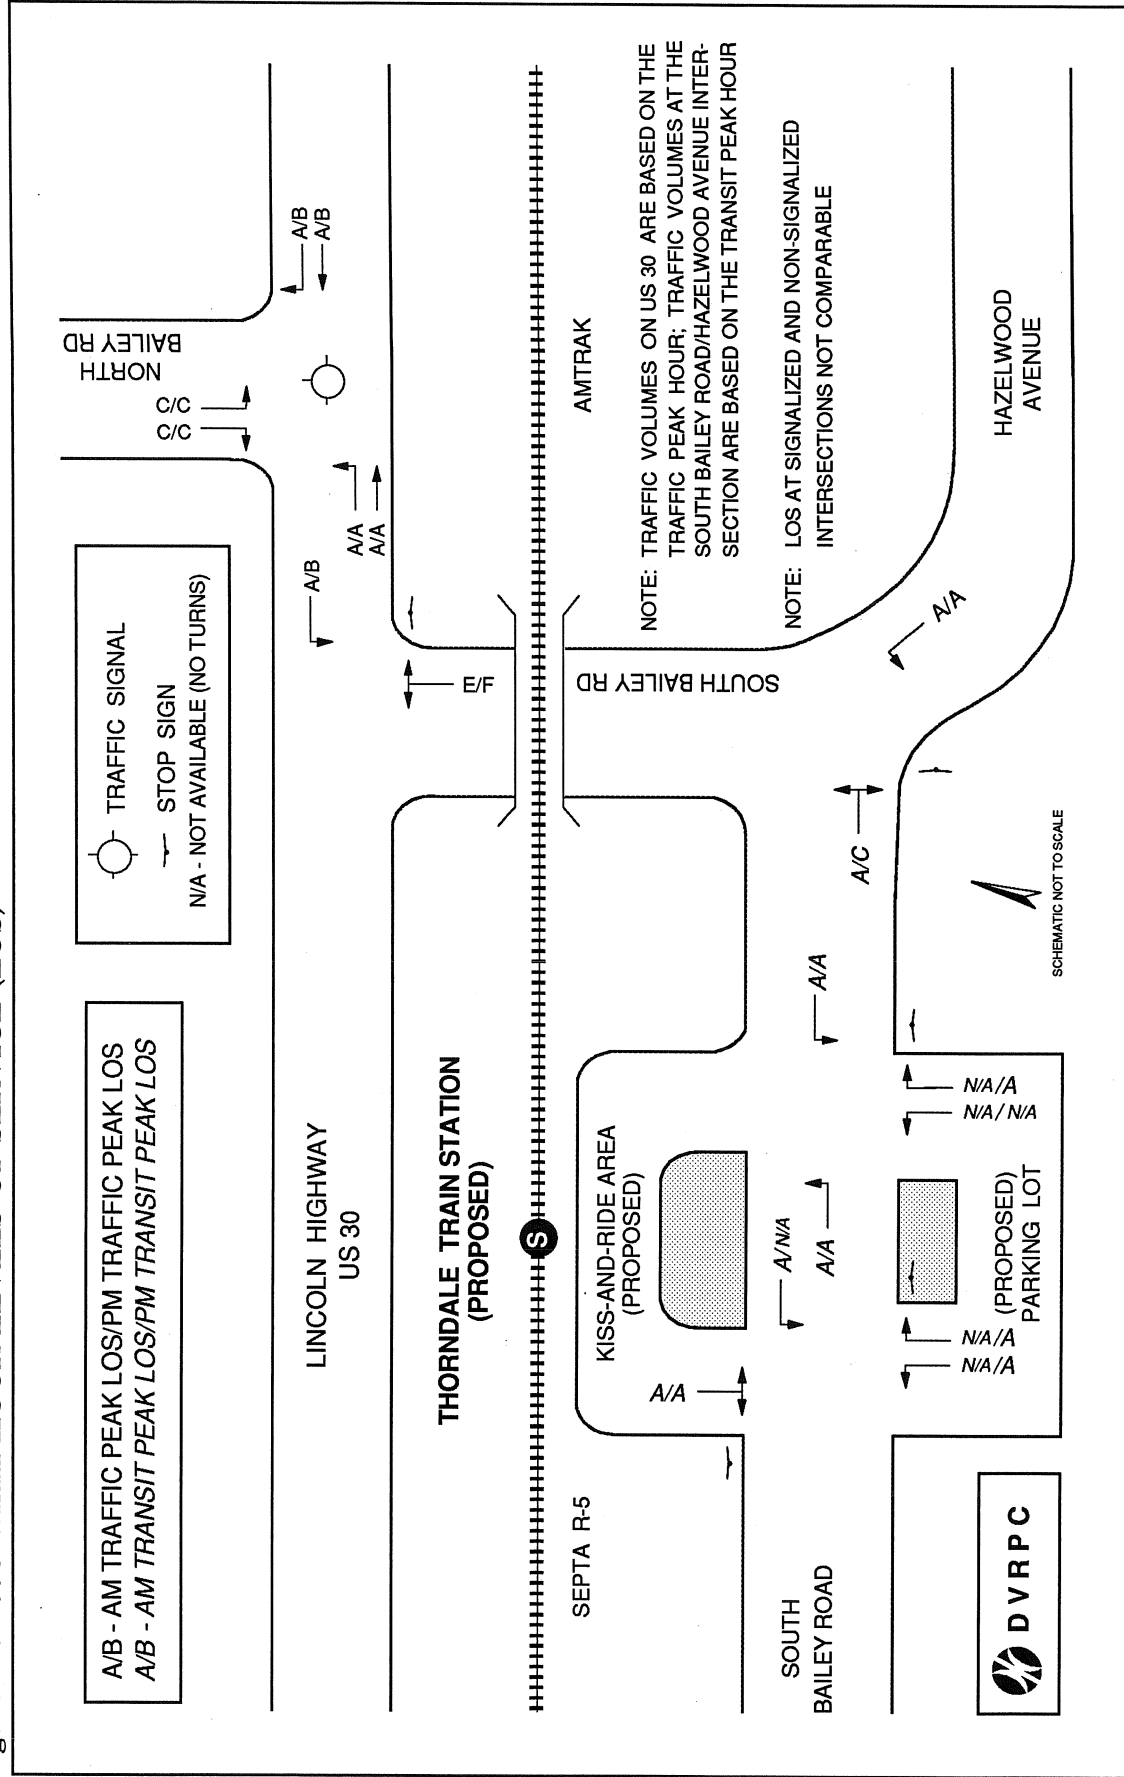 A/B - AM TRAFFIC PEAK LOS/PM TRAFFIC PEAK LOS
A/B - AM TRANSIT PEAK LOS/PM TRANSIT PEAK LOS
TRAFFIC SIGNAL
STOP SIGN
N/A - NOT AVAILABLE (NO TURNS)
NORTH
BAILEY RD
C/C
C/C
A/B
A/B
A/B
A/A
A/A
LINCOLN HIGHWAY
US 30
E/F
THORNDALE TRAIN STATION
(PROPOSED)
S
SEPTA R-5
AMTRAK
KISS-AND-RIDE AREA
(PROPOSED)
SOUTH BAILEY RD
NOTE: TRAFFIC VOLUMES ON US 30 ARE BASED ON THE
TRAFFIC PEAK HOUR; TRAFFIC VOLUMES AT THE
SOUTH BAILEY ROAD/HAZELWOOD AVENUE INTER-
SECTION ARE BASED ON THE TRANSIT PEAK HOUR
NOTE: LOS AT SIGNALIZED AND NON-SIGNALIZED
INTERSECTIONS NOT COMPARABLE
A/A
A/N/A
A/A
A/A
A/C
A/A
SOUTH
BAILEY ROAD
N/A/A
N/A/A
(PROPOSED)
PARKING LOT
N/A/A
N/A/N/A
HAZELWOOD
AVENUE
SCHEMATIC NOT TO SCALE
DVRPC